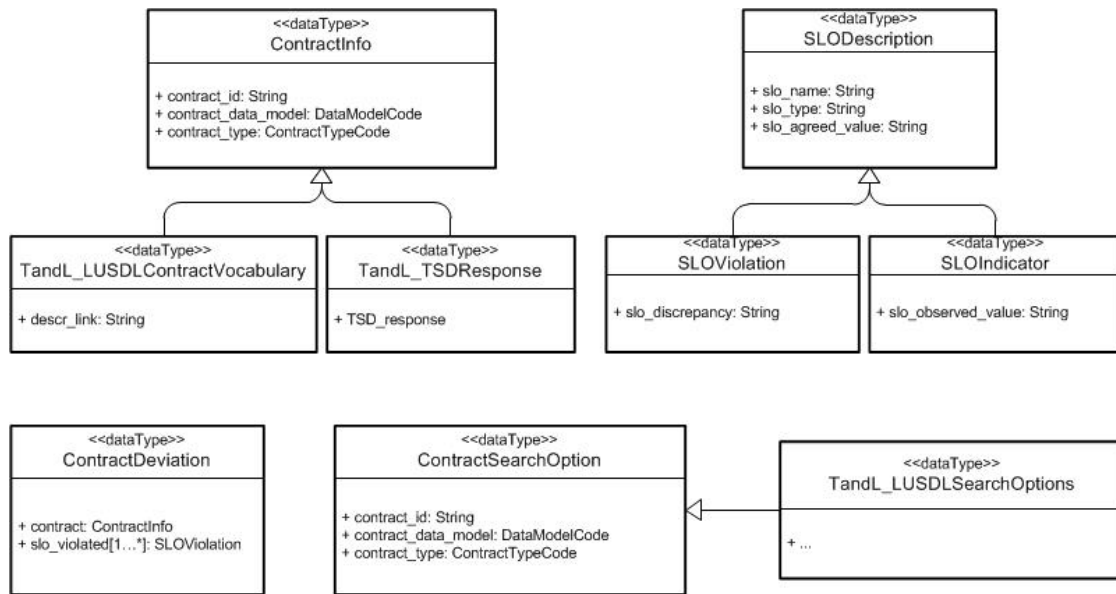 <<dataType>>
ContractInfo
+ contract_id: String
+ contract_data_model: DataModelCode
+ contract_type: ContractTypeCode
<<dataType>>
SLODescription
+ slo_name: String
+ slo_type: String
+ slo_agreed_value: String
<<dataType>>
TandL_LUSDLContractVocabulary
+ descr_link: String
<<dataType>>
TandL_TSDResponse
+ TSD_response
<<dataType>>
SLOViolation
+ slo_discrepancy: String
<<dataType>>
SLOIndicator
+ slo_observed_value: String
<<dataType>>
ContractDeviation
+ contract: ContractInfo
+ slo_violated[1...*]: SLOViolation
<<dataType>>
ContractSearchOption
+ contract_id: String
+ contract_data_model: DataModelCode
+ contract_type: ContractTypeCode
<<dataType>>
TandL_LUSDLSearchOptions
+ ...